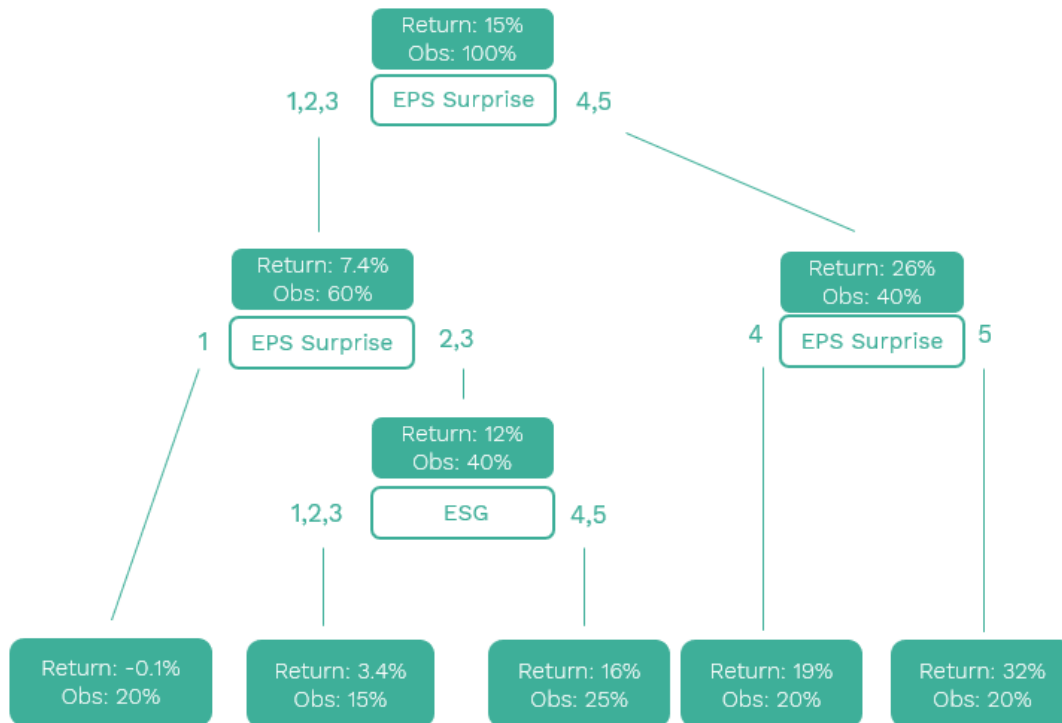 Return: 15%
Obs: 100%
1,2,3
EPS Surprise
4,5
Return: 7.4%
Obs: 60%
1
EPS Surprise
2,3
Return: 26%
Obs: 40%
4
EPS Surprise
5
Return: 12%
Obs: 40%
1,2,3
ESG
4,5
Return: -0.1%
Obs: 20%
Return: 3.4%
Obs: 15%
Return: 16%
Obs: 25%
Return: 19%
Obs: 20%
Return: 32%
Obs: 20%